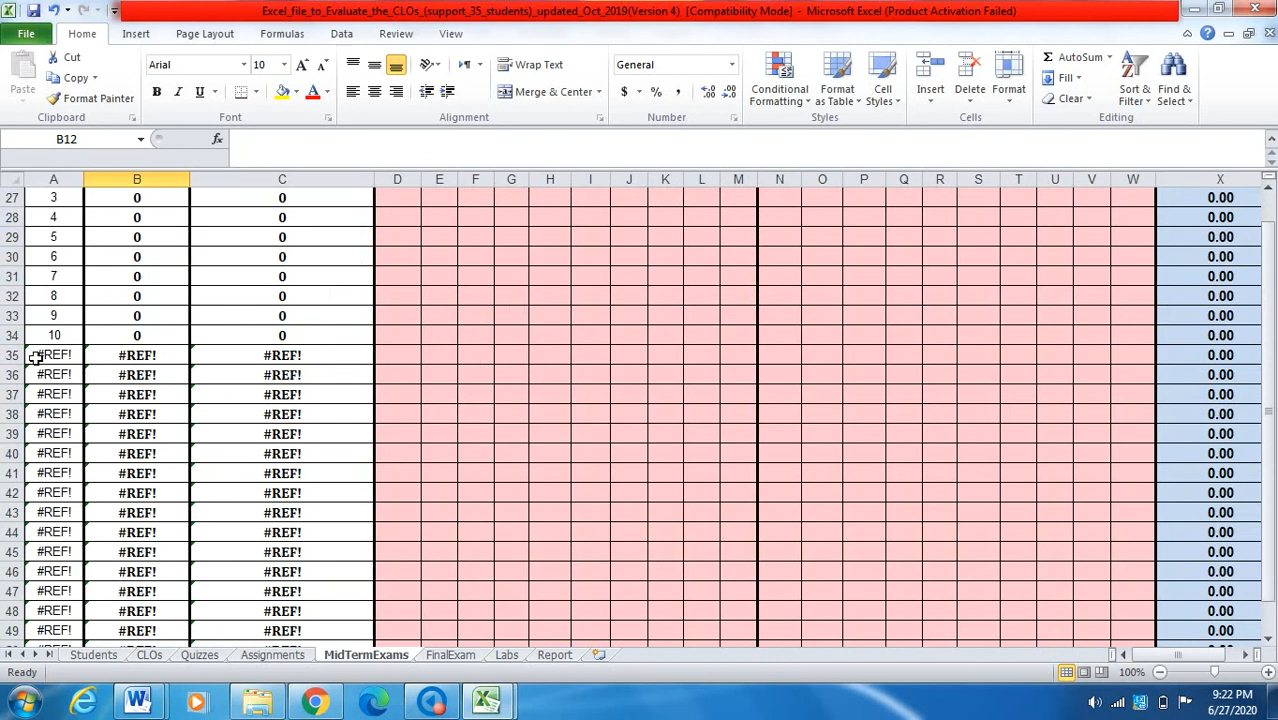 Excel_file_to_Evaluate_the_CLOs_(support_35_students)_updated_Oct_2019(Version 4) [Compatibility Mode] - Microsoft Excel (Product Activation Failed)
File Home Insert Page Layout Formulas Data Review View
Paste Cut Copy Format Painter Clipboard
Arial 10 B I U A A A Font
Wrap Text Merge & Center Alignment
General $ % , Number
Conditional Formatting Format as Table Cell Styles Styles
Insert Delete Format Cells
Σ AutoSum Fill Clear Sort & Filter Find & Select Editing
B12 fx
A B C D E F G H I J K L M N O P Q R S T U V W X
27 3 0 0 0.00
28 4 0 0 0.00
29 5 0 0 0.00
30 6 0 0 0.00
31 7 0 0 0.00
32 8 0 0 0.00
33 9 0 0 0.00
34 10 0 0 0.00
35 #REF! #REF! #REF! 0.00
36 #REF! #REF! #REF! 0.00
37 #REF! #REF! #REF! 0.00
38 #REF! #REF! #REF! 0.00
39 #REF! #REF! #REF! 0.00
40 #REF! #REF! #REF! 0.00
41 #REF! #REF! #REF! 0.00
42 #REF! #REF! #REF! 0.00
43 #REF! #REF! #REF! 0.00
44 #REF! #REF! #REF! 0.00
45 #REF! #REF! #REF! 0.00
46 #REF! #REF! #REF! 0.00
47 #REF! #REF! #REF! 0.00
48 #REF! #REF! #REF! 0.00
49 #REF! #REF! #REF! 0.00
Students CLOs Quizzes Assignments MidTermExams FinalExam Labs Report
Ready 100%
9:22 PM
6/27/2020